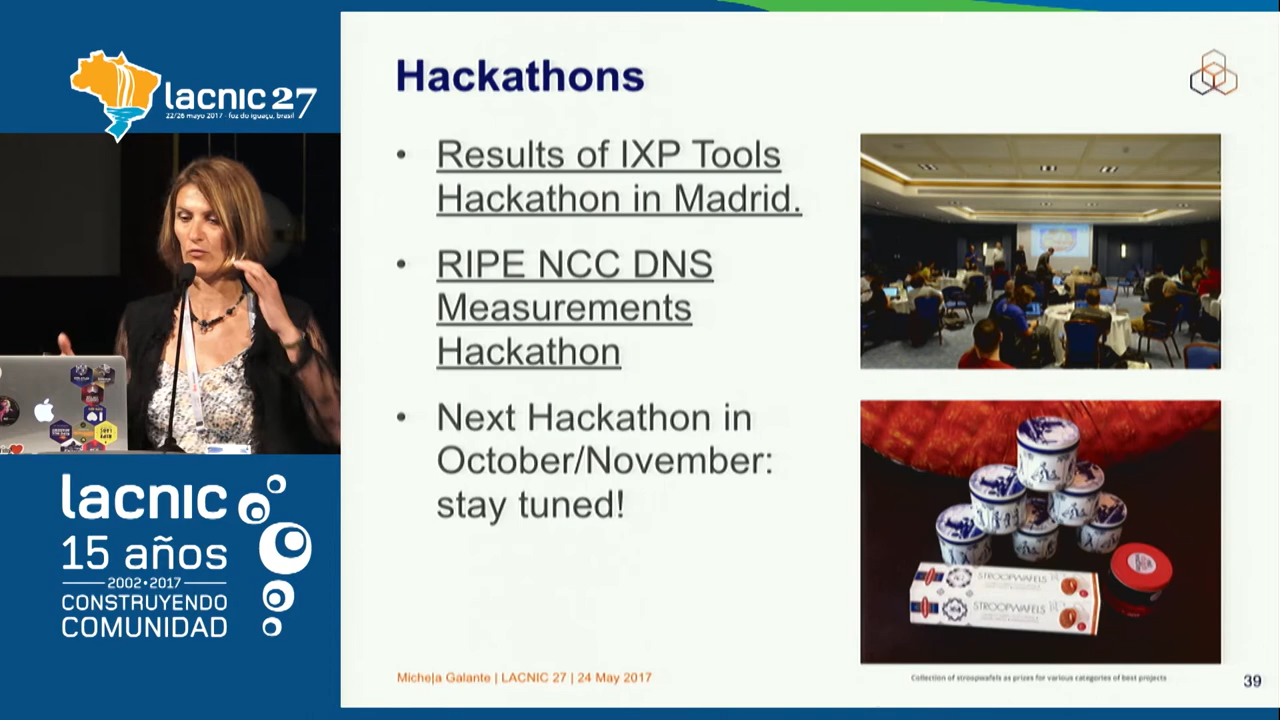 lacnic 27
22/26 mayo 2017 - foz do iguaçu, brasil
lacnic
15 años
2002•2017
CONSTRUYENDO
COMUNIDAD
Hackathons
• Results of IXP Tools
Hackathon in Madrid.
• RIPE NCC DNS
Measurements
Hackathon
• Next Hackathon in
October/November:
stay tuned!
STROOPWAFELS
STROOPWAFELS
Michela Galante | LACNIC 27 | 24 May 2017
Collection of stroopwafels as prizes for various categories of best projects
39